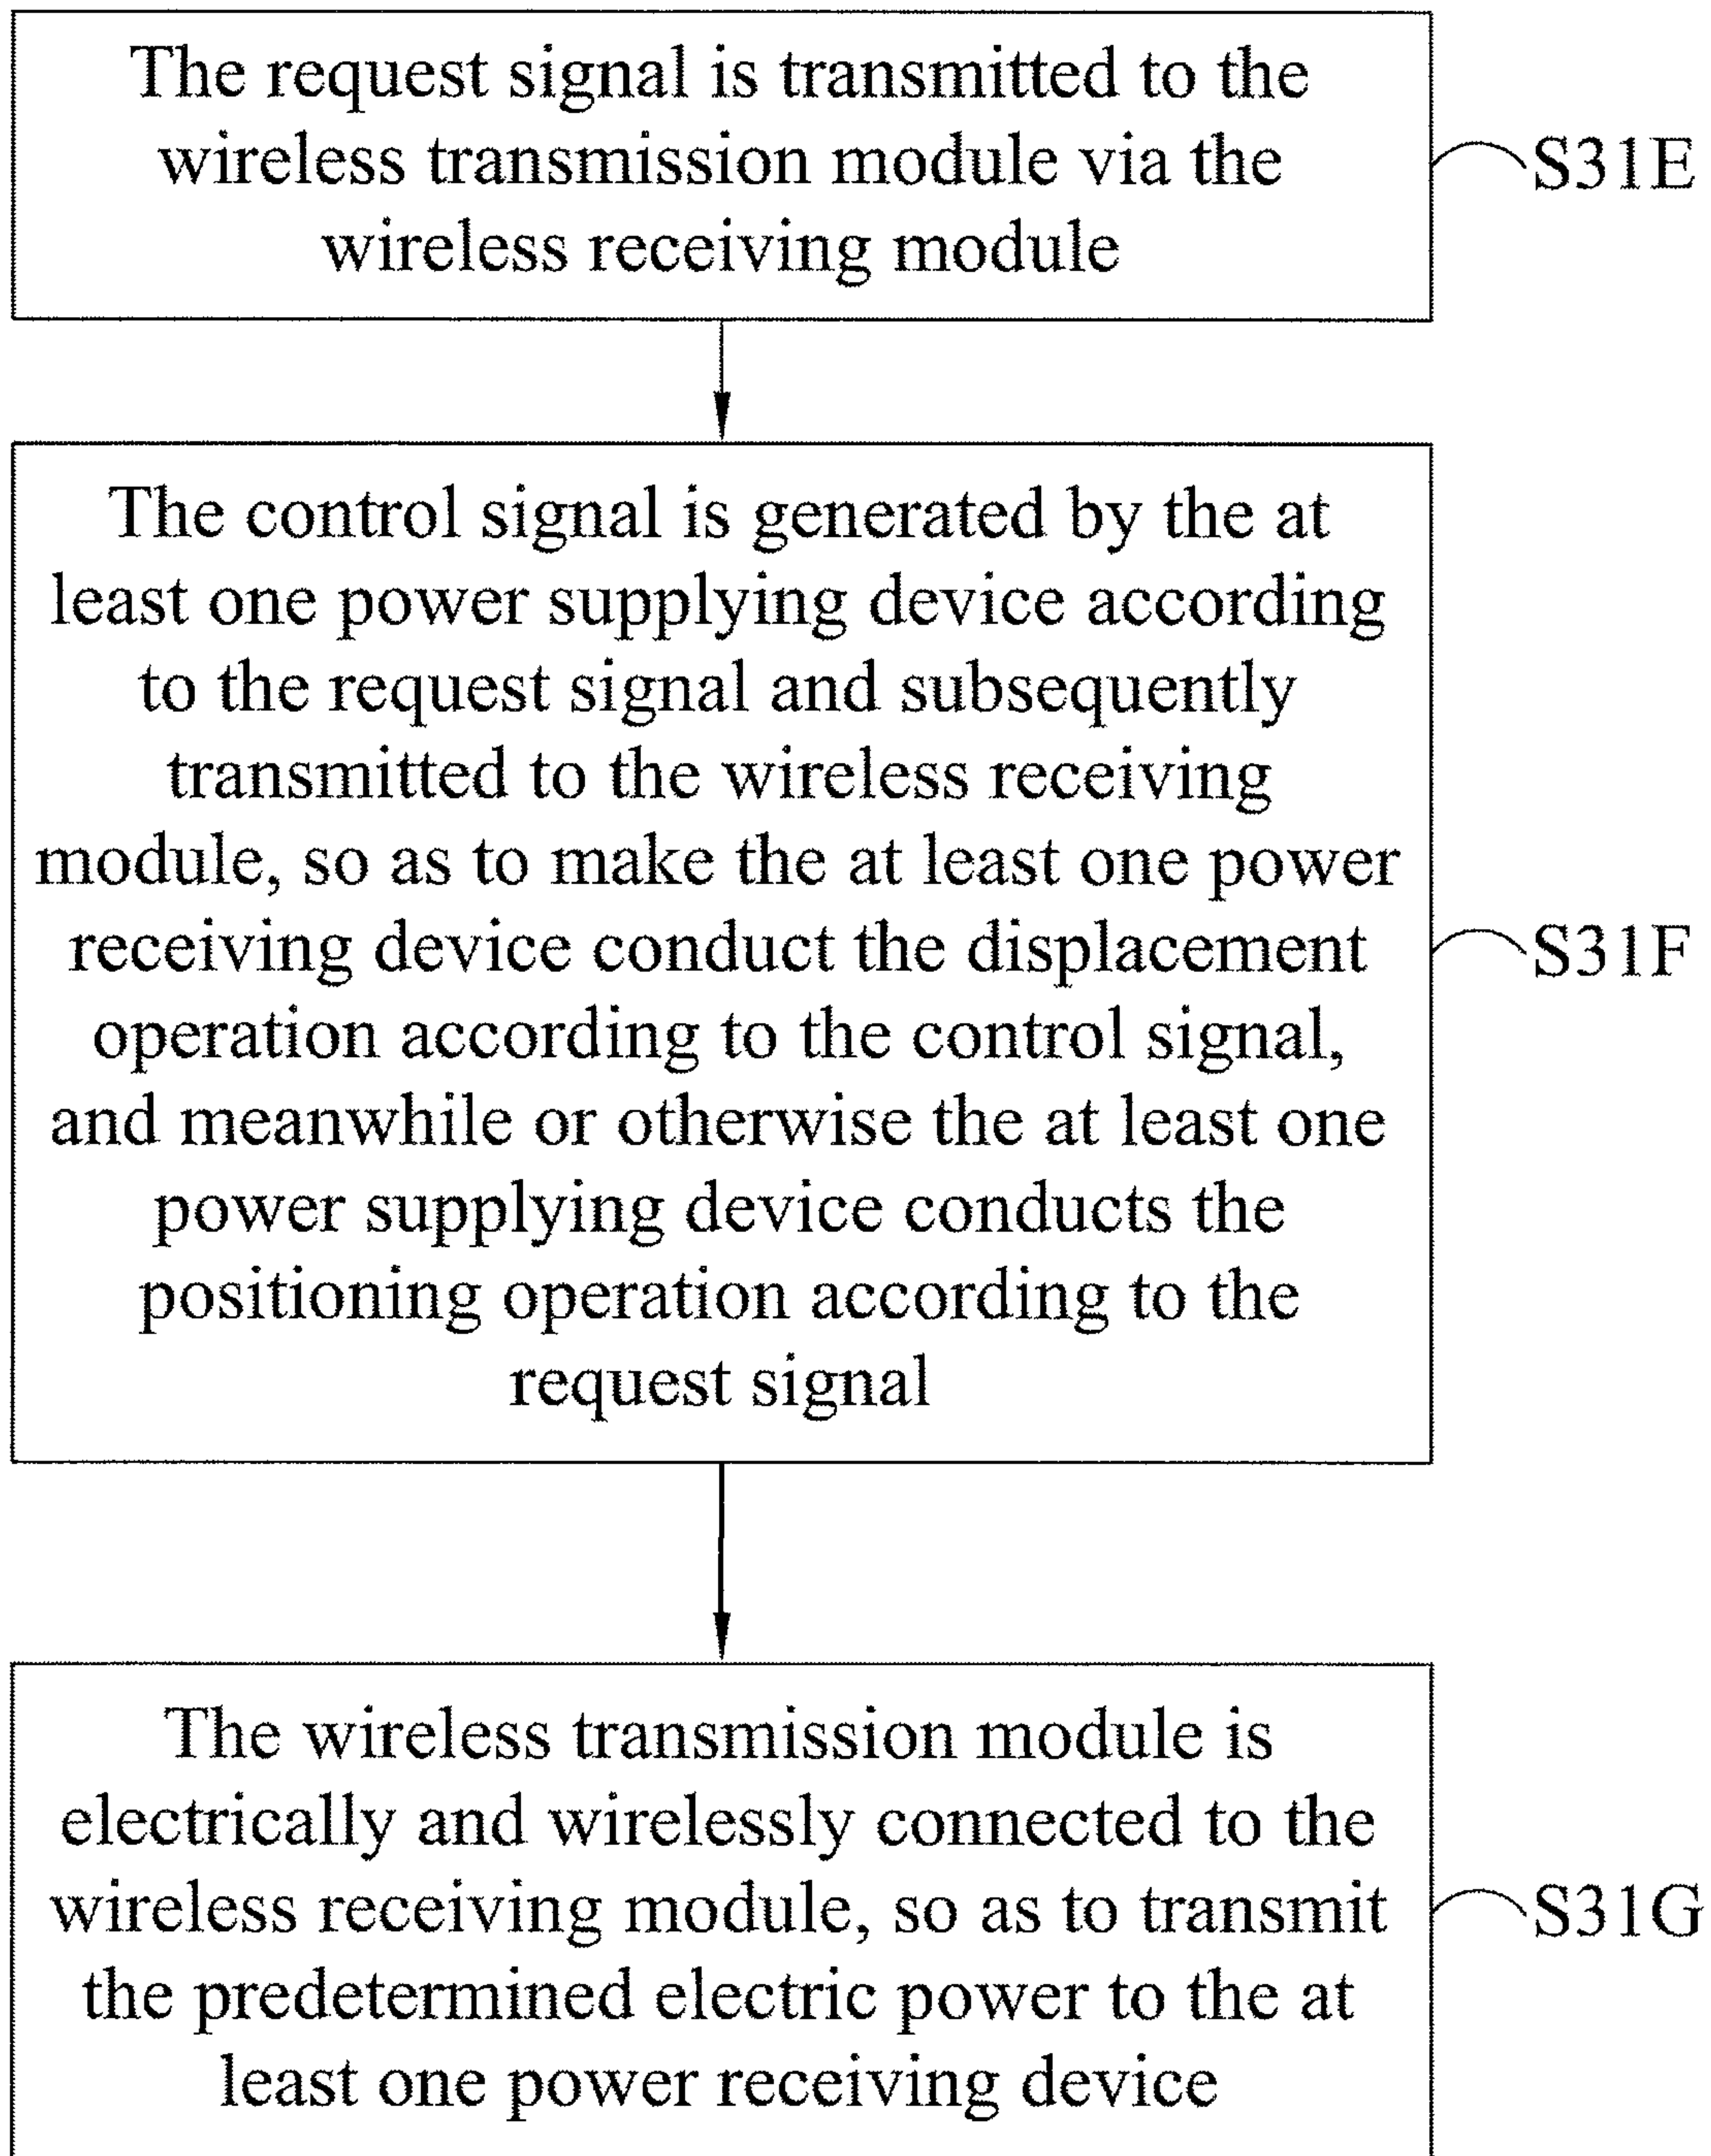 The request signal is transmitted to the
wireless transmission module via the
wireless receiving module
S31E
The control signal is generated by the at
least one power supplying device according
to the request signal and subsequently
transmitted to the wireless receiving
module, so as to make the at least one power
receiving device conduct the displacement
operation according to the control signal,
and meanwhile or otherwise the at least one
power supplying device conducts the
positioning operation according to the
request signal
S31F
The wireless transmission module is
electrically and wirelessly connected to the
wireless receiving module, so as to transmit
the predetermined electric power to the at
least one power receiving device
S31G